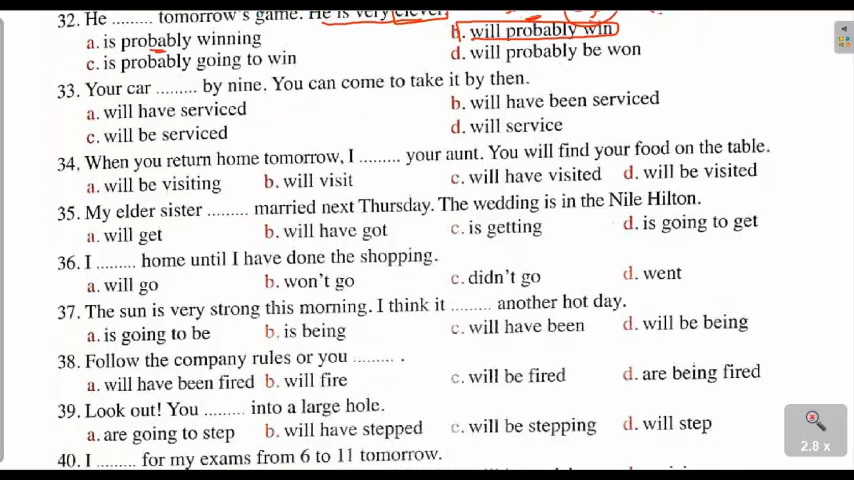 32. He ......... tomorrow's game. He is very clever
a. is probably winning b. will probably win
c. is probably going to win d. will probably be won
33. Your car ......... by nine. You can come to take it by then.
a. will have serviced b. will have been serviced
c. will be serviced d. will service
34. When you return home tomorrow, I ......... your aunt. You will find your food on the table.
a. will be visiting b. will visit c. will have visited d. will be visited
35. My elder sister ......... married next Thursday. The wedding is in the Nile Hilton.
a. will get b. will have got c. is getting d. is going to get
36. I ......... home until I have done the shopping.
a. will go b. won't go c. didn't go d. went
37. The sun is very strong this morning. I think it ......... another hot day.
a. is going to be b. is being c. will have been d. will be being
38. Follow the company rules or you ......... .
a. will have been fired b. will fire c. will be fired d. are being fired
39. Look out! You ......... into a large hole.
a. are going to step b. will have stepped c. will be stepping d. will step
40. I ......... for my exams from 6 to 11 tomorrow.
2.8 x